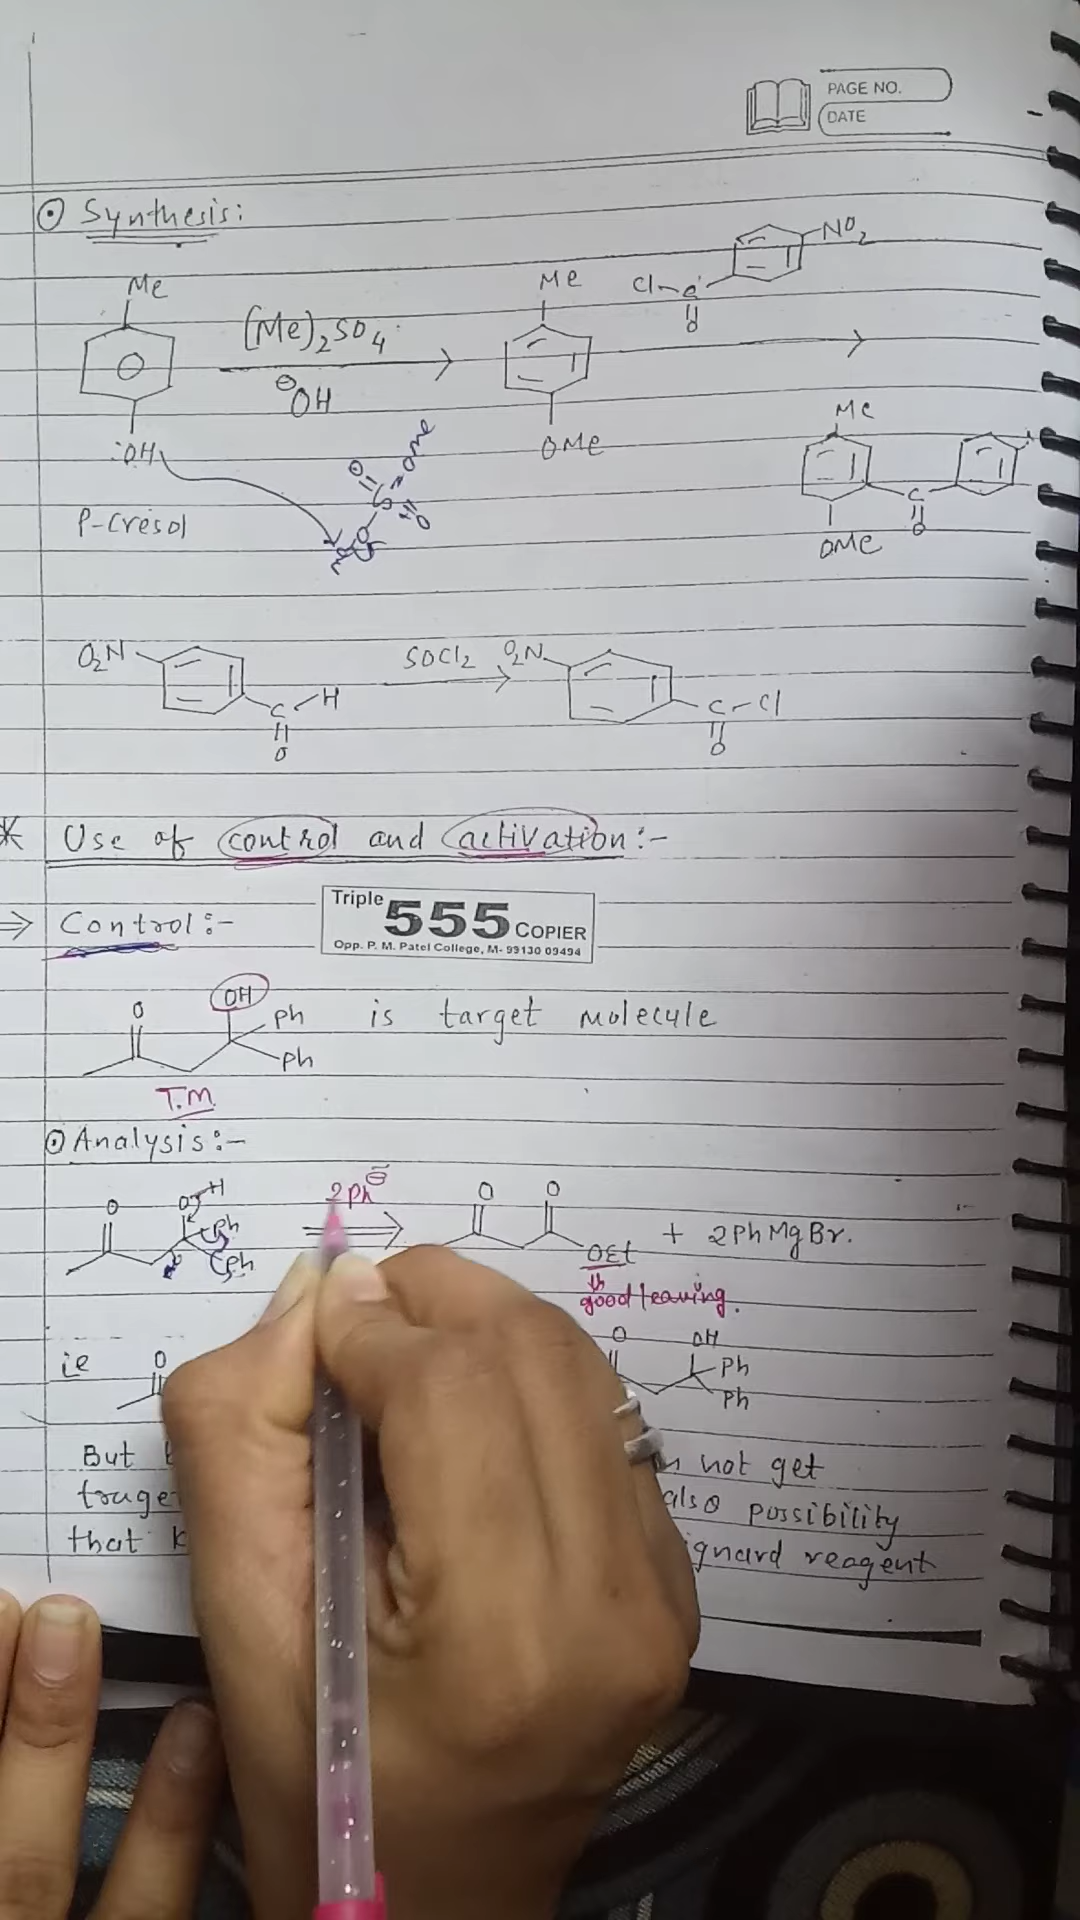 PAGE NO.
DATE
Synthesis:
Me
(Me)2SO4
⊖OH
:OH
P-Cresol
Me
OMe
Cl-C
O
NO2
O
S
OMe
O
O
Me
Me
C
O
OMe
O2N
C-H
O
SOCl2
O2N
C-Cl
O
* Use of control and activation:-
Triple 555 COPIER
Opp. P. M. Patel College, M- 99130 09494
⇒ Control:-
O
OH
Ph
Ph
is target molecule
T.M.
Analysis:-
O
O H
Ph
Ph
2Ph⊖
O O
OEt
+ 2PhMgBr.
good leaving.
ie
O
O OH
Ph
Ph
But not get
also possibility
that ignard reagent